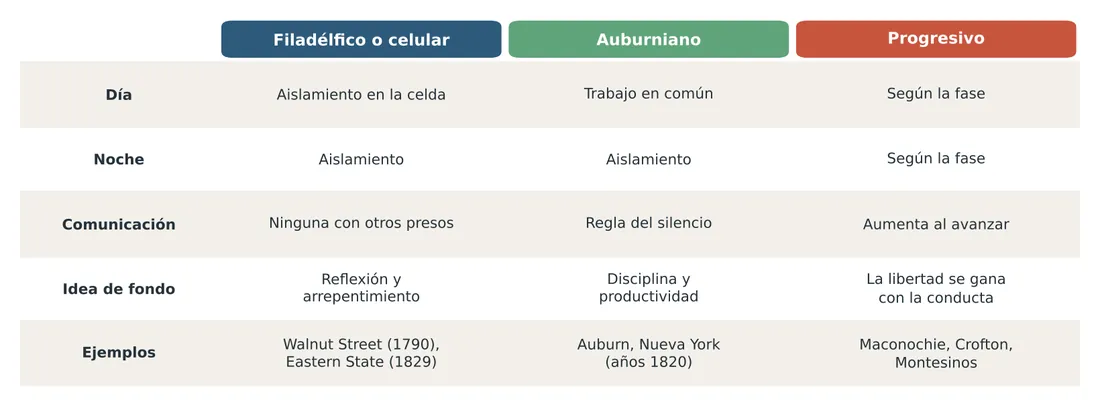 Filadélfico o celular
Auburniano
Progresivo
Día
Aislamiento en la celda
Trabajo en común
Según la fase
Noche
Aislamiento
Aislamiento
Según la fase
Comunicación
Ninguna con otros presos
Regla del silencio
Aumenta al avanzar
Idea de fondo
Reflexión y
arrepentimiento
Disciplina y
productividad
La libertad se gana
con la conducta
Ejemplos
Walnut Street (1790),
Eastern State (1829)
Auburn, Nueva York
(años 1820)
Maconochie, Crofton,
Montesinos